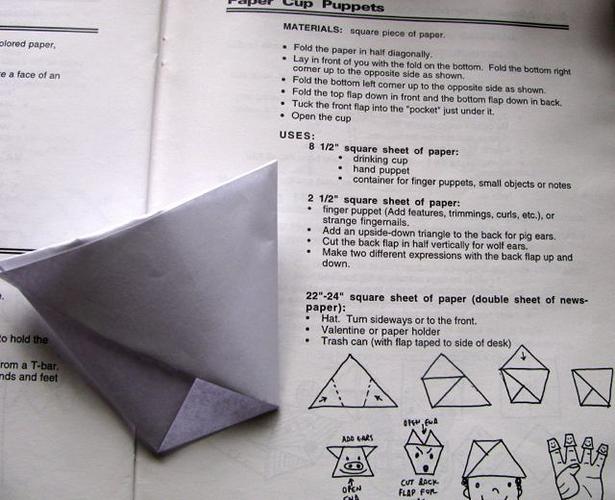 Paper Cup Puppets
MATERIALS: square piece of paper.
• Fold the paper in half diagonally.
• Lay in front of you with the fold on the bottom. Fold the bottom right
corner up to the opposite side as shown.
• Fold the bottom left corner up to the opposite side as shown.
• Fold the top flap down in front and the bottom flap down in back.
• Tuck the front flap into the "pocket" just under it.
• Open the cup
USES:
8 1/2" square sheet of paper:
• drinking cup
• hand puppet
• container for finger puppets, small objects or notes
2 1/2" square sheet of paper:
• finger puppet (Add features, trimmings, curls, etc.), or
strange fingernails.
• Add an upside-down triangle to the back for pig ears.
• Cut the back flap in half vertically for wolf ears.
• Make two different expressions with the back flap up and
down.
22"-24" square sheet of paper (double sheet of news-
paper):
• Hat. Turn sideways or to the front.
• Valentine or paper holder
• Trash can (with flap taped to side of desk)
ADD EARS
OPEN END
OPEN END
CUT BACK
FLAP FOR
olored paper,
e a face of an
to hold the
rom a T-bar.
nds and feet